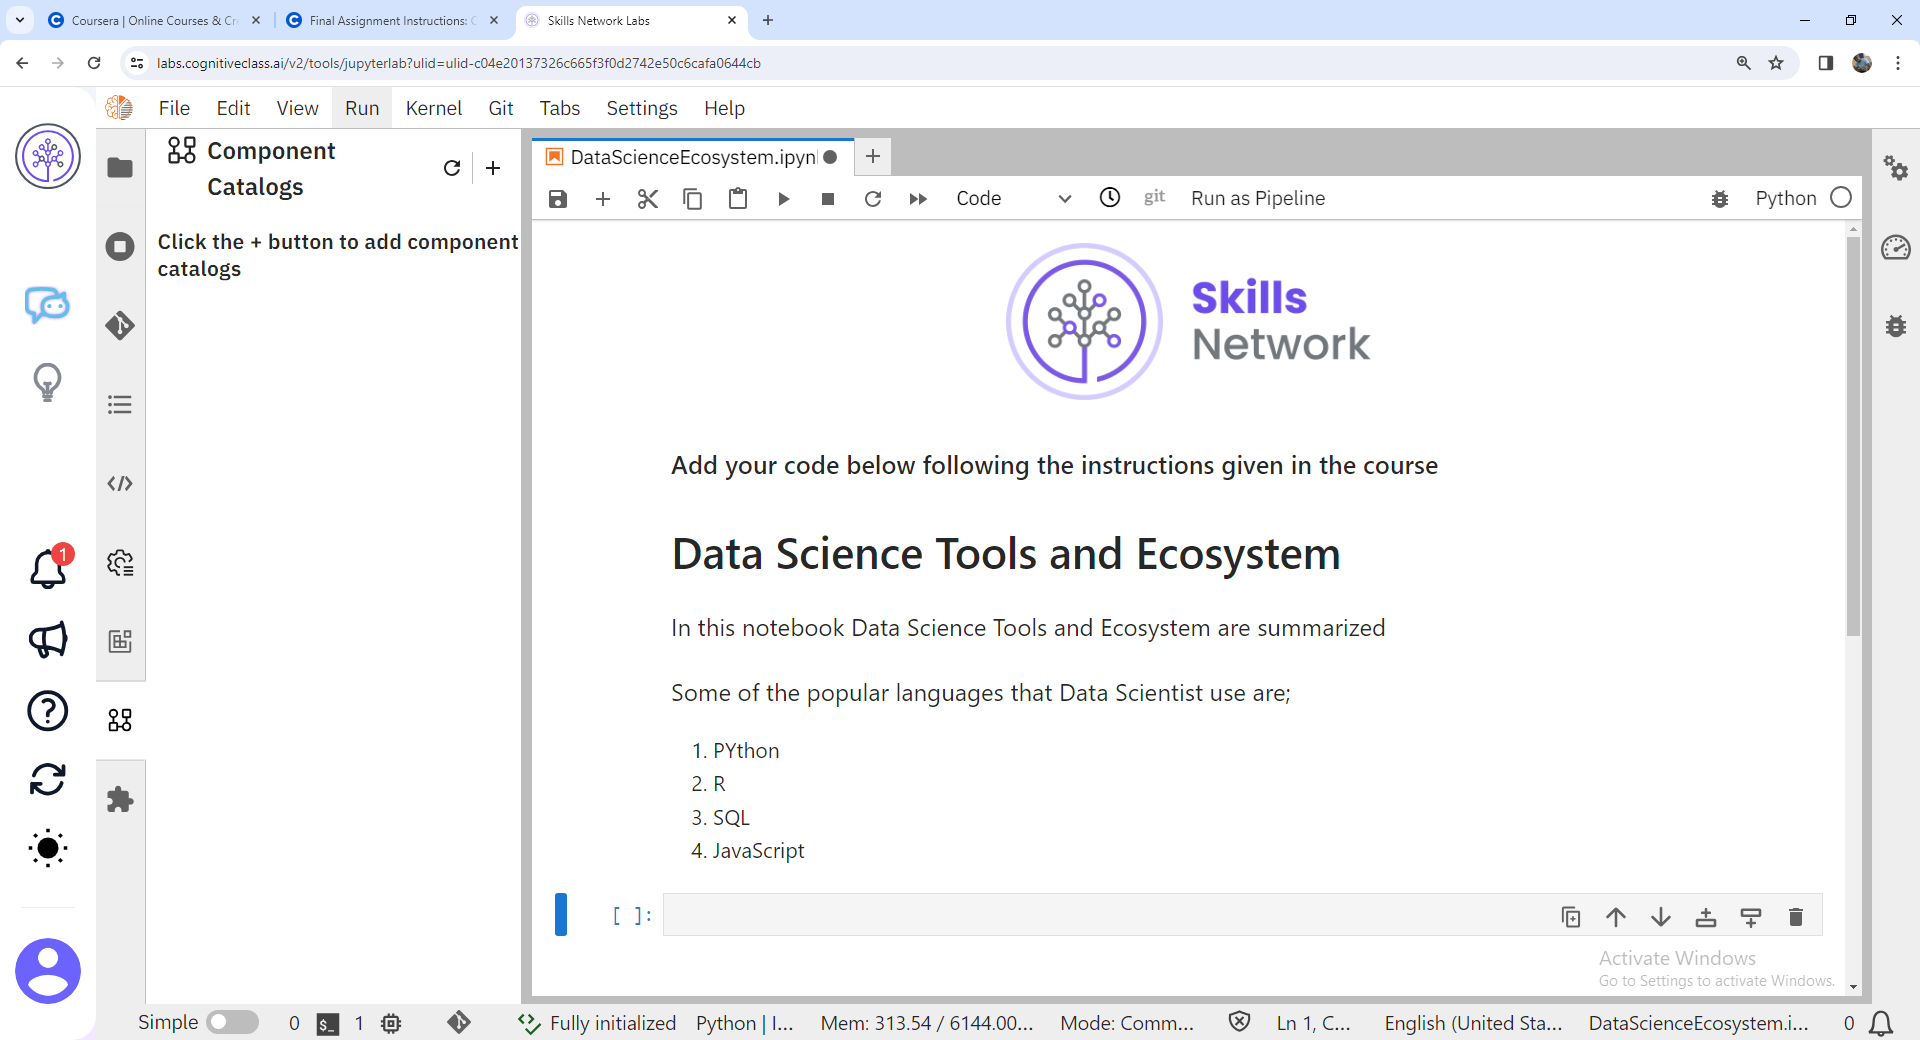 Coursera | Online Courses & Cr
Final Assignment Instructions: C
Skills Network Labs
labs.cognitiveclass.ai/v2/tools/jupyterlab?ulid=ulid-c04e20137326c665f3f0d2742e50c6cafa0644cb
File Edit View Run Kernel Git Tabs Settings Help
Component
Catalogs
Click the + button to add component
catalogs
DataScienceEcosystem.ipyn
Code
git
Run as Pipeline
Python
Skills
Network
Add your code below following the instructions given in the course
Data Science Tools and Ecosystem
In this notebook Data Science Tools and Ecosystem are summarized
Some of the popular languages that Data Scientist use are;
1. PYthon
2. R
3. SQL
4. JavaScript
[ ]:
1
Activate Windows
Go to Settings to activate Windows.
Simple 0 $_ 1 Fully initialized Python | I... Mem: 313.54 / 6144.00... Mode: Comm... Ln 1, C... English (United Sta... DataScienceEcosystem.i... 0